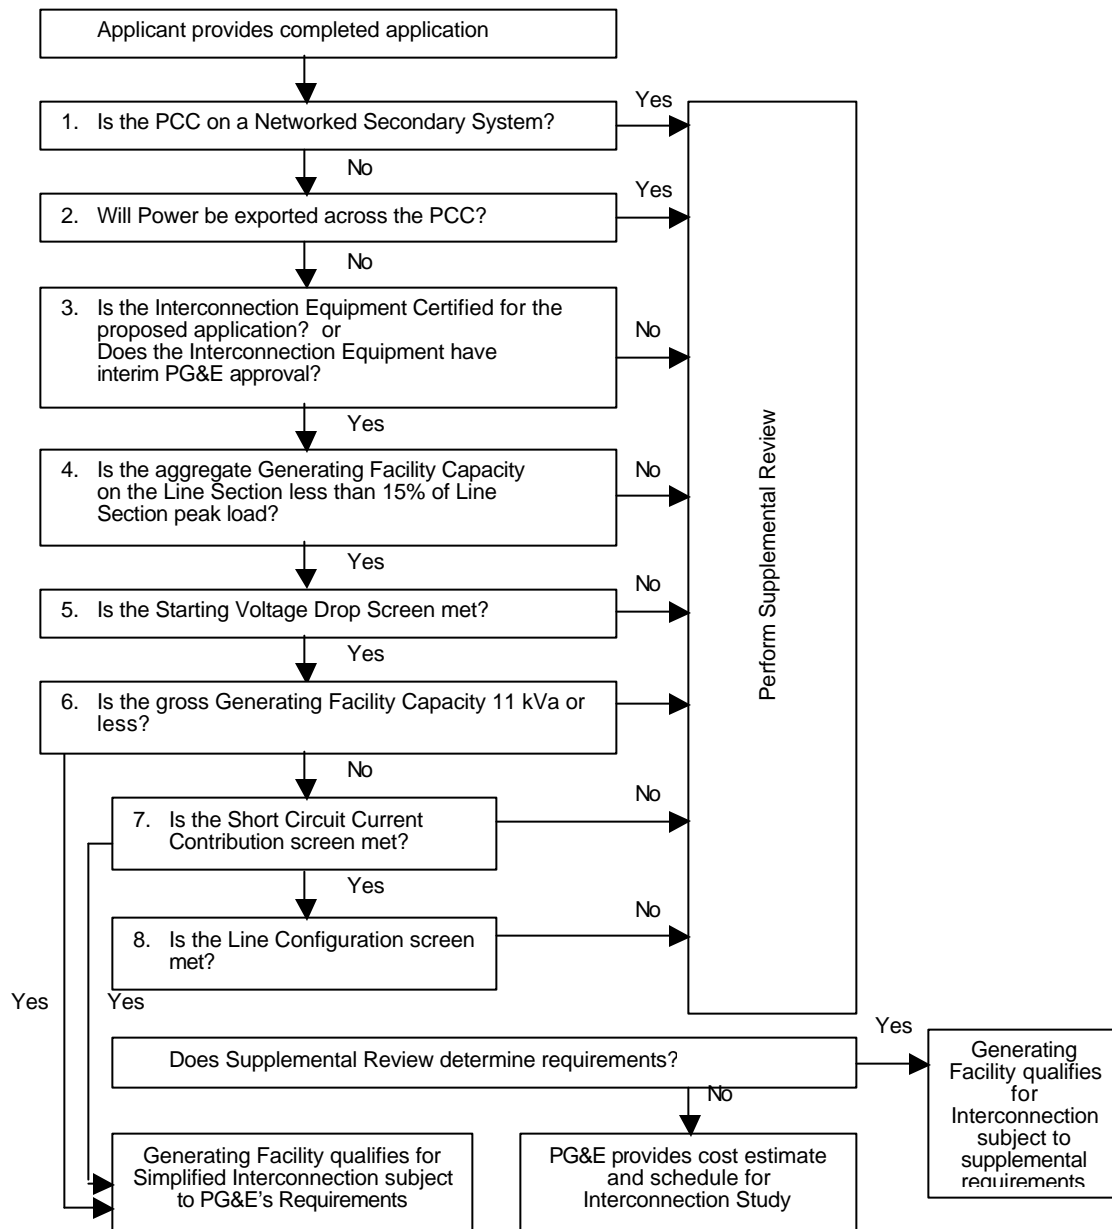 Applicant provides completed application
Yes
1. Is the PCC on a Networked Secondary System?
No
Yes
2. Will Power be exported across the PCC?
No
3. Is the Interconnection Equipment Certified for the
proposed application? or
Does the Interconnection Equipment have
interim PG&E approval?
No
Yes
4. Is the aggregate Generating Facility Capacity
on the Line Section less than 15% of Line
Section peak load?
No
Yes
No
5. Is the Starting Voltage Drop Screen met?
Yes
6. Is the gross Generating Facility Capacity 11 kVa or
less?
No
No
7. Is the Short Circuit Current
Contribution screen met?
Yes
No
8. Is the Line Configuration screen
met?
Perform Supplemental Review
Yes
Yes
Yes
Does Supplemental Review determine requirements?
No
Generating
Facility qualifies
for
Interconnection
subject to
supplemental
requirements
Generating Facility qualifies for
Simplified Interconnection subject
to PG&E's Requirements
PG&E provides cost estimate
and schedule for
Interconnection Study